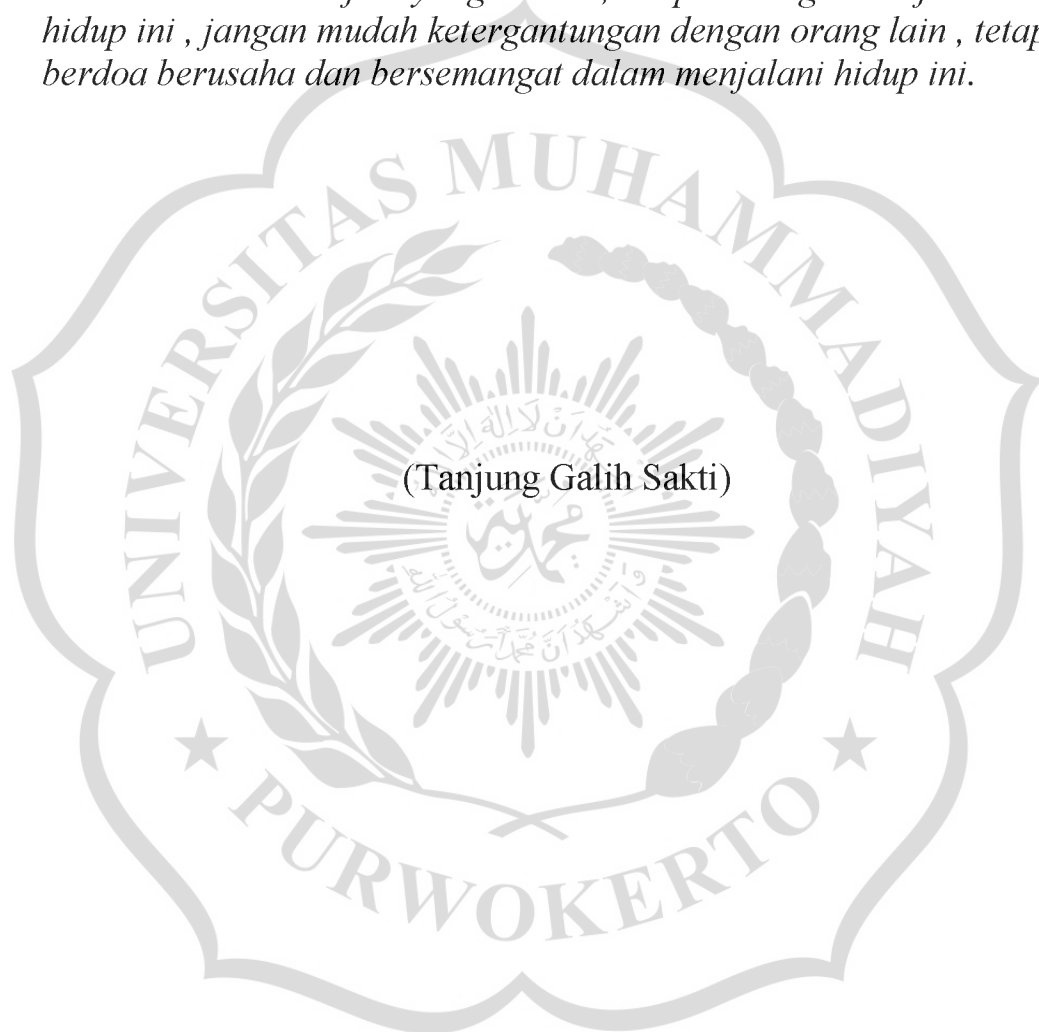 hidup ini , jangan mudah ketergantungan dengan orang lain , tetap
berdoa berusaha dan bersemangat dalam menjalani hidup ini.
UNIVERSITAS MUHAMMADIYAH
(Tanjung Galih Sakti)
PURWOKERTO